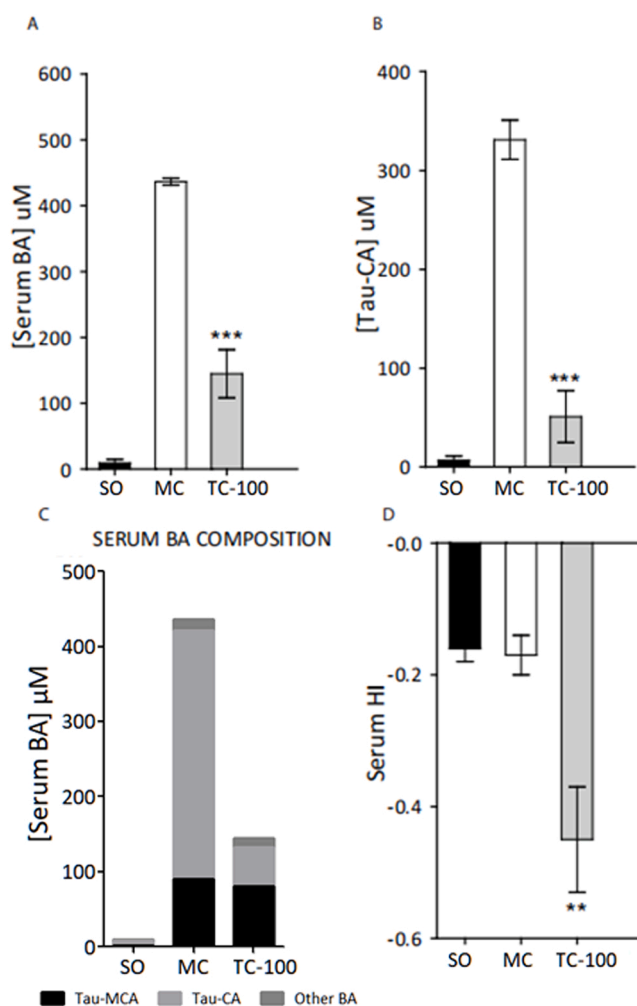 A
[Serum BA] uM
600
500
400
300
200
100
0
***
SO MC TC-100
B
[Tau-CA] uM
400
300
200
100
0
***
SO MC TC-100
C
SERUM BA COMPOSITION
[Serum BA] µM
500
400
300
200
100
0
SO MC TC-100
Tau-MCA Tau-CA Other BA
D
Serum HI
-0.0
-0.2
-0.4
-0.6
**
SO MC TC-100